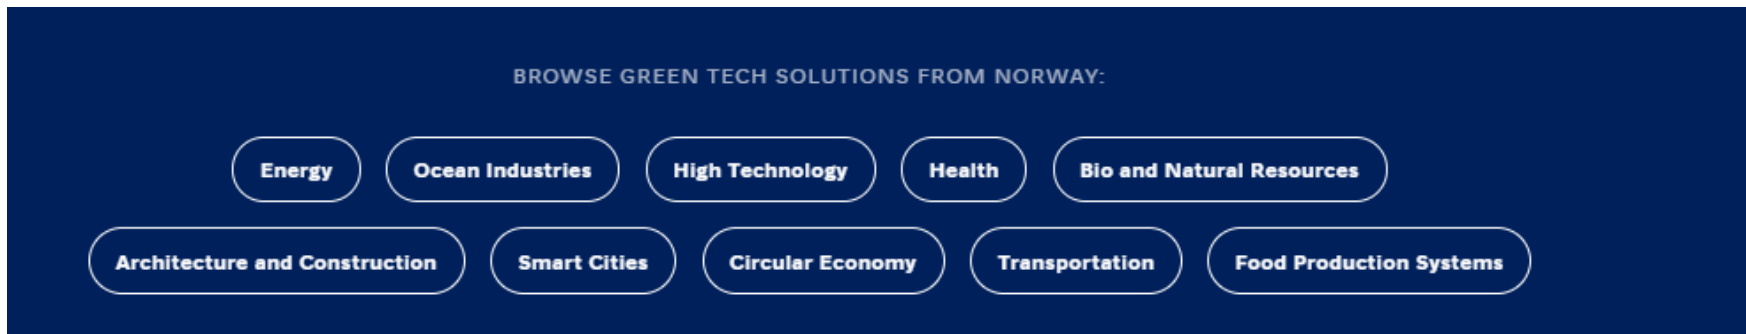 BROWSE GREEN TECH SOLUTIONS FROM NORWAY:
Energy Ocean Industries High Technology Health Bio and Natural Resources
Architecture and Construction Smart Cities Circular Economy Transportation Food Production Systems